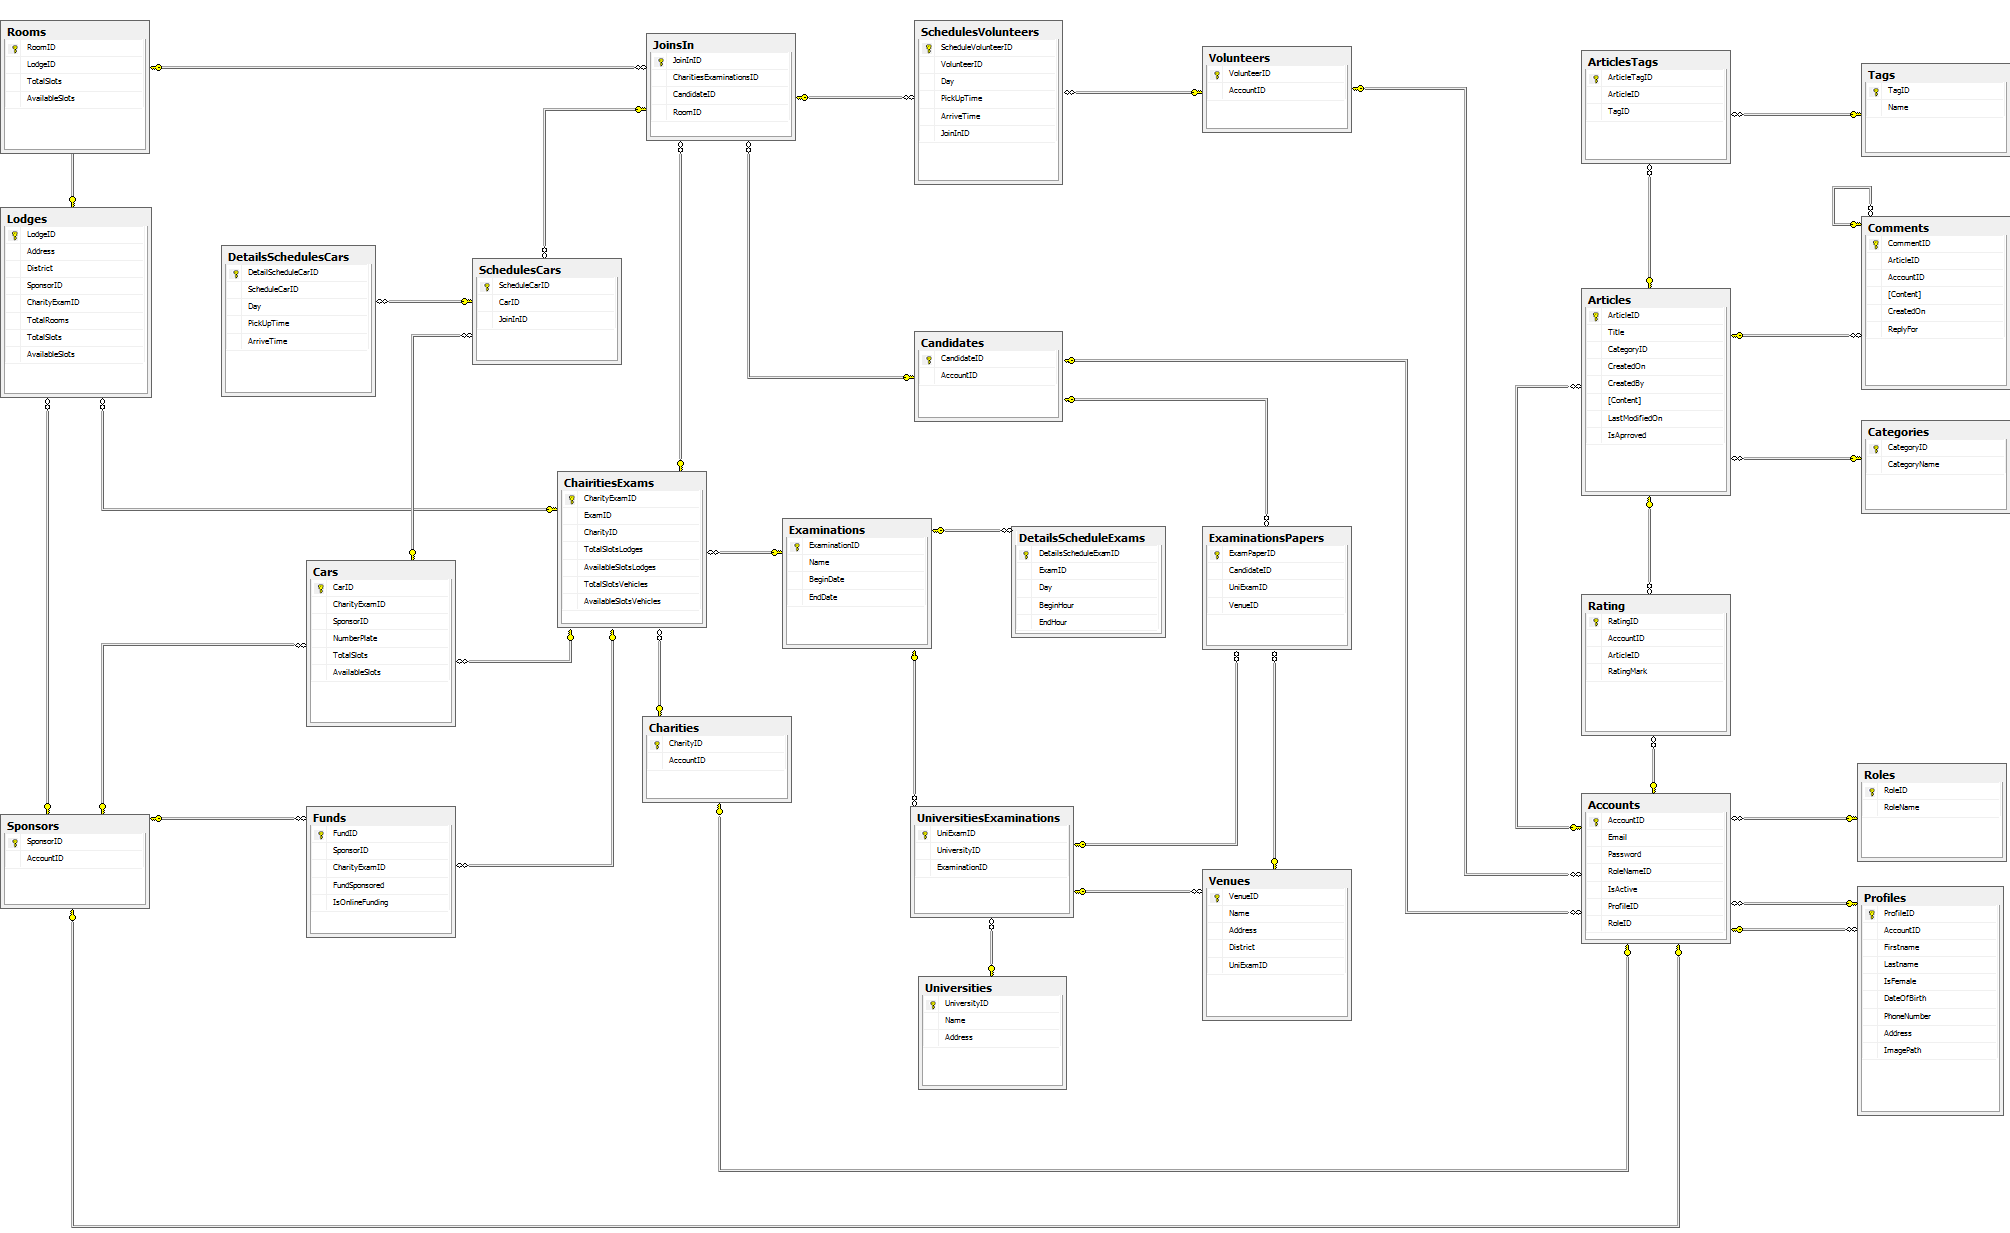 Rooms
RoomID
LodgeID
TotalSlots
AvailableSlots
JoinsIn
JoinInID
CharitiesExaminationsID
CandidateID
RoomID
SchedulesVolunteers
ScheduleVolunteerID
VolunteerID
Day
PickUpTime
ArriveTime
JoinInID
Volunteers
VolunteerID
AccountID
ArticlesTags
ArticleTagID
ArticleID
TagID
Tags
TagID
Name
Lodges
LodgeID
Address
District
SponsorID
CharityExamID
TotalRooms
TotalSlots
AvailableSlots
DetailsSchedulesCars
DetailScheduleCarID
ScheduleCarID
Day
PickUpTime
ArriveTime
SchedulesCars
ScheduleCarID
CarID
JoinInID
Candidates
CandidateID
AccountID
Articles
ArticleID
Title
CategoryID
CreatedOn
CreatedBy
[Content]
LastModifiedOn
IsAprroved
Comments
CommentID
ArticleID
AccountID
[Content]
CreatedOn
ReplyFor
Categories
CategoryID
CategoryName
ChairitiesExams
CharityExamID
ExamID
CharityID
TotalSlotsLodges
AvailableSlotsLodges
TotalSlotsVehicles
AvailableSlotsVehicles
Examinations
ExaminationID
Name
BeginDate
EndDate
DetailsScheduleExams
DetailsScheduleExamID
ExamID
Day
BeginHour
EndHour
ExaminationsPapers
ExamPaperID
CandidateID
UniExamID
VenueID
Cars
CarID
CharityExamID
SponsorID
NumberPlate
TotalSlots
AvailableSlots
Rating
RatingID
AccountID
ArticleID
RatingMark
Charities
CharityID
AccountID
Sponsors
SponsorID
AccountID
Funds
FundID
SponsorID
CharityExamID
FundSponsored
IsOnlineFunding
UniversitiesExaminations
UniExamID
UniversityID
ExaminationID
Venues
VenueID
Name
Address
District
UniExamID
Accounts
AccountID
Email
Password
RoleNameID
IsActive
ProfileID
RoleID
Roles
RoleID
RoleName
Profiles
ProfileID
AccountID
Firstname
Lastname
IsFemale
DateOfBirth
PhoneNumber
Address
ImagePath
Universities
UniversityID
Name
Address